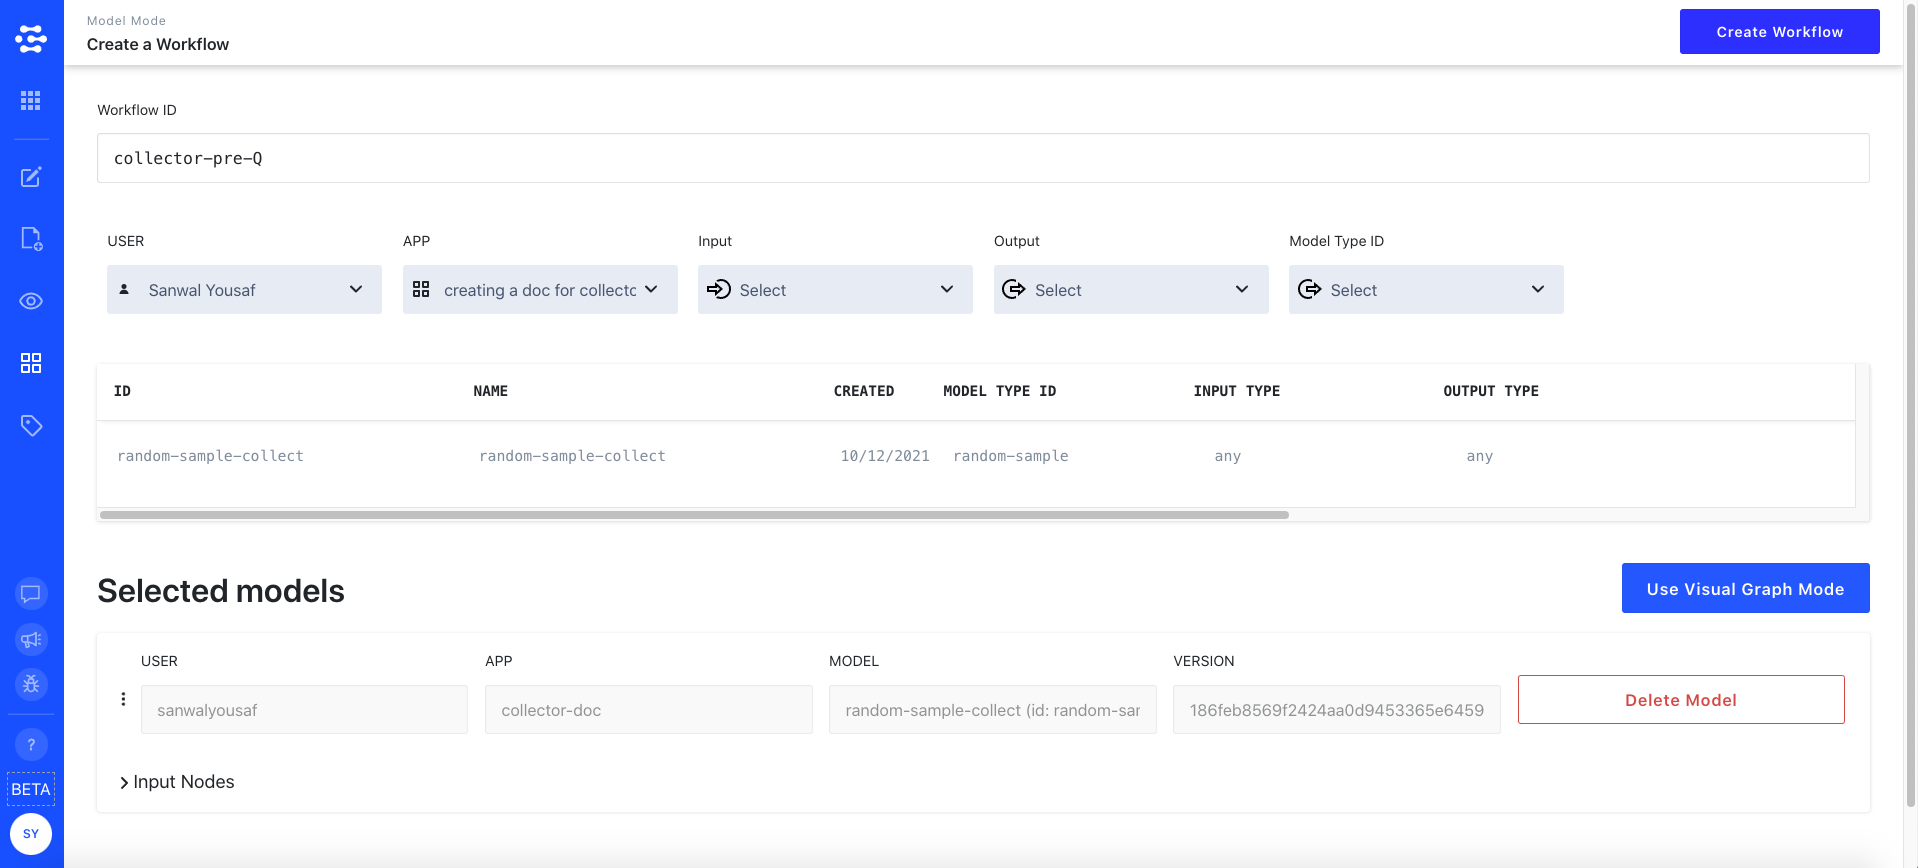 Model Mode
Create a Workflow
Create Workflow
Workflow ID
collector-pre-Q
USER APP Input Output Model Type ID
Sanwal Yousaf creating a doc for collectc Select Select Select
ID NAME CREATED MODEL TYPE ID INPUT TYPE OUTPUT TYPE
random-sample-collect random-sample-collect 10/12/2021 random-sample any any
Selected models
Use Visual Graph Mode
USER APP MODEL VERSION
sanwalyousaf collector-doc random-sample-collect (id: random-sar 186feb8569f2424aa0d9453365e6459 Delete Model
Input Nodes
?
BETA
SY